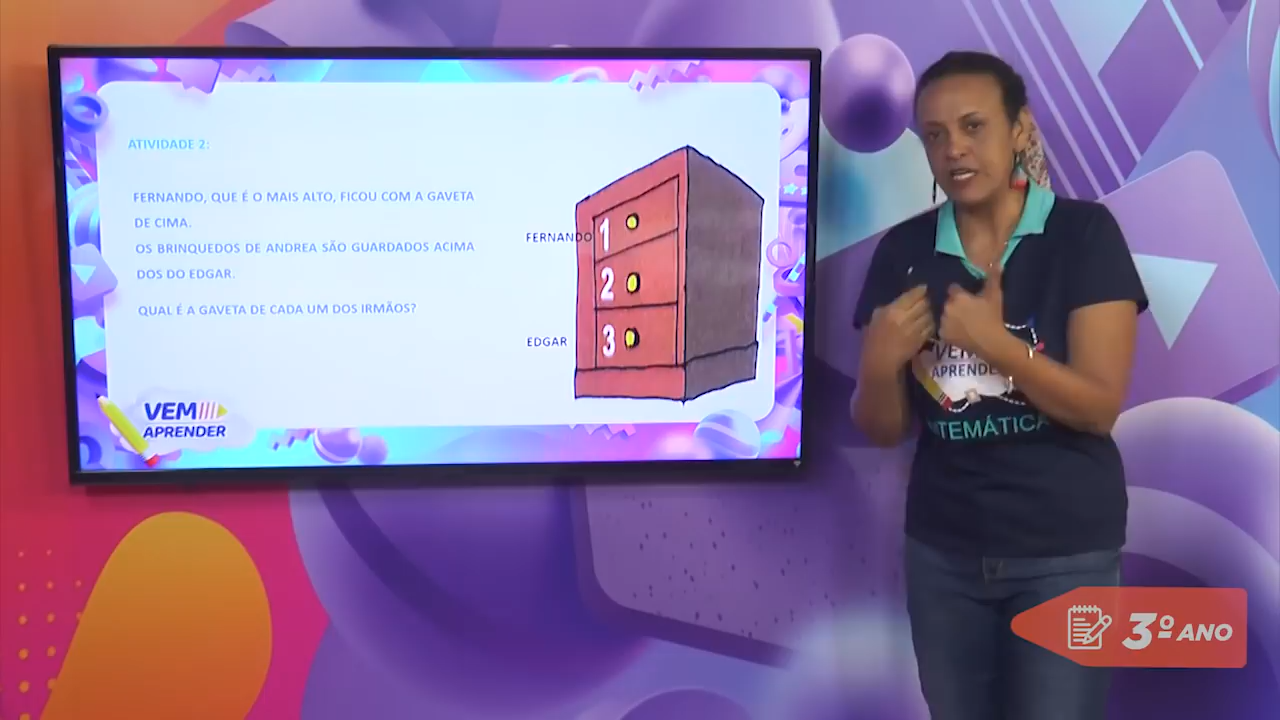 ATIVIDADE 2:
FERNANDO, QUE É O MAIS ALTO, FICOU COM A GAVETA
DE CIMA.
OS BRINQUEDOS DE ANDREA SÃO GUARDADOS ACIMA
DOS DO EDGAR.
QUAL É A GAVETA DE CADA UM DOS IRMÃOS?
FERNANDO
1
2
EDGAR
3
VEM
APRENDER
VEM
APRENDE
TEMÁTICA
3º ANO